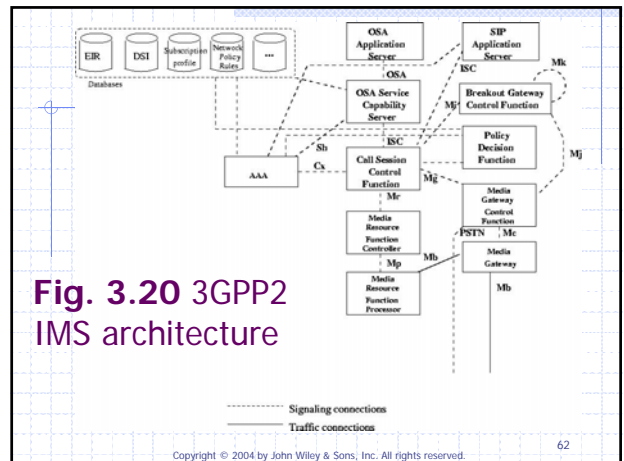 EIR
DSI
Subscription
profile
Network
Policy
Rules
...
Databases
OSA
Application
Server
SIP
Application
Server
OSA
ISC
Mk
OSA Service
Capability
Server
Breakout Gateway
Control Function
Mi
Sh
ISC
Policy
Decision
Function
Mj
Cx
AAA
Call Session
Control
Function
Mg
Mr
Media
Gateway
Control
Function
Media
Resource
Function
Controller
PSTN
Mc
Mp
Mb
Media
Gateway
Media
Resource
Function
Processor
Mb
Fig. 3.20 3GPP2
IMS architecture
Signaling connections
Traffic connections
Copyright © 2004 by John Wiley & Sons, Inc. All rights reserved.
62